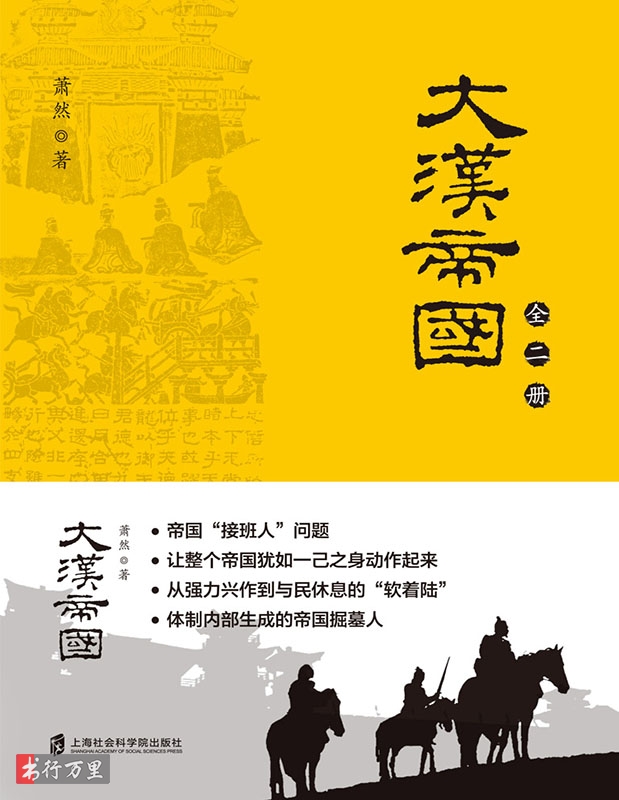 萧然◎著
大漢帝國
全二册
大漢帝國
萧然◎著
• 帝国“接班人”问题
• 让整个帝国犹如一己之身动作起来
• 从强力兴作到与民休息的“软着陆”
• 体制内部生成的帝国掘墓人
上海社会科学院出版社
SHANGHAI ACADEMY OF SOCIAL SCIENCES PRESS
书行万里